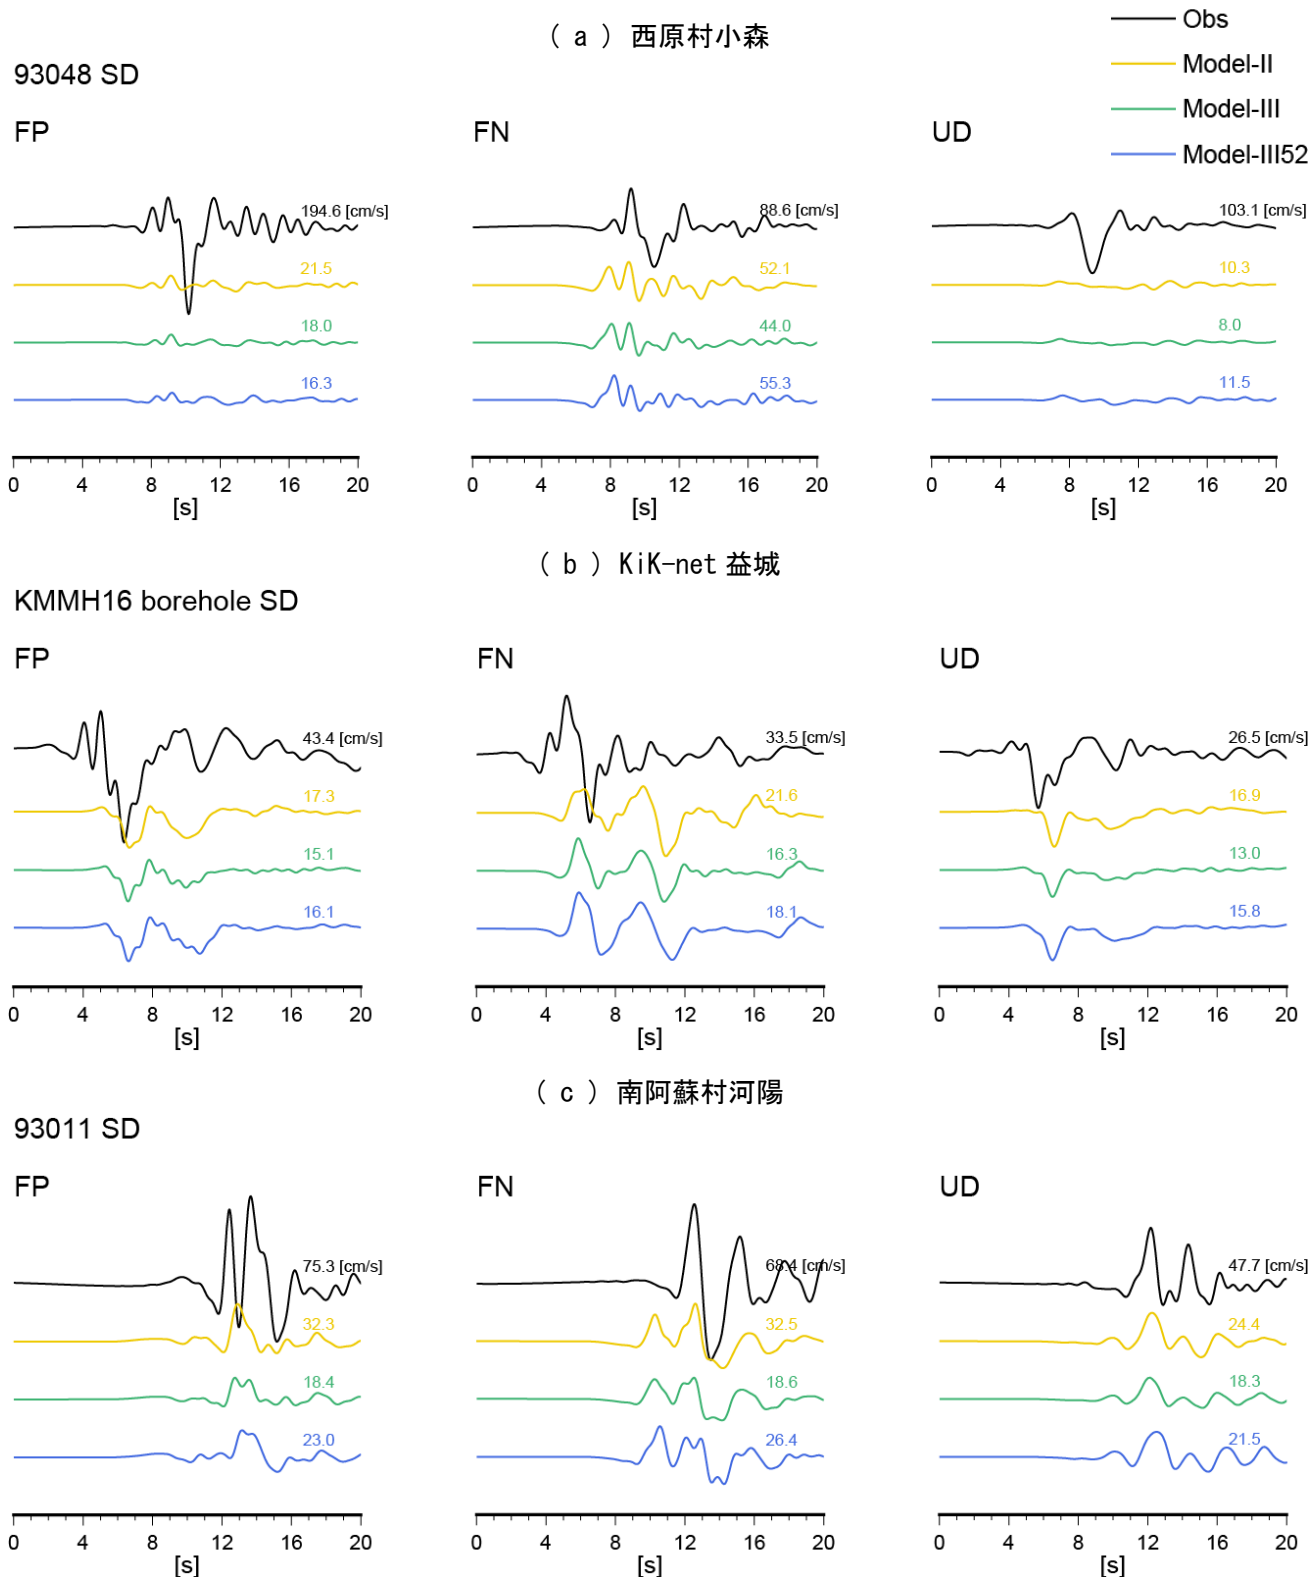 ( a ) 西原村小森
Obs
Model-II
Model-III
Model-III52
93048 SD
FP
FN
UD
194.6 [cm/s]
21.5
18.0
16.3
88.6 [cm/s]
52.1
44.0
55.3
103.1 [cm/s]
10.3
8.0
11.5
0 4 8 12 16 20
[s]
0 4 8 12 16 20
[s]
0 4 8 12 16 20
[s]
( b ) KiK-net 益城
KMMH16 borehole SD
FP
FN
UD
43.4 [cm/s]
17.3
15.1
16.1
33.5 [cm/s]
21.6
16.3
18.1
26.5 [cm/s]
16.9
13.0
15.8
0 4 8 12 16 20
[s]
0 4 8 12 16 20
[s]
0 4 8 12 16 20
[s]
( c ) 南阿蘇村河陽
93011 SD
FP
FN
UD
75.3 [cm/s]
32.3
18.4
23.0
68.4 [cm/s]
32.5
18.6
26.4
47.7 [cm/s]
24.4
18.3
21.5
0 4 8 12 16 20
[s]
0 4 8 12 16 20
[s]
0 4 8 12 16 20
[s]